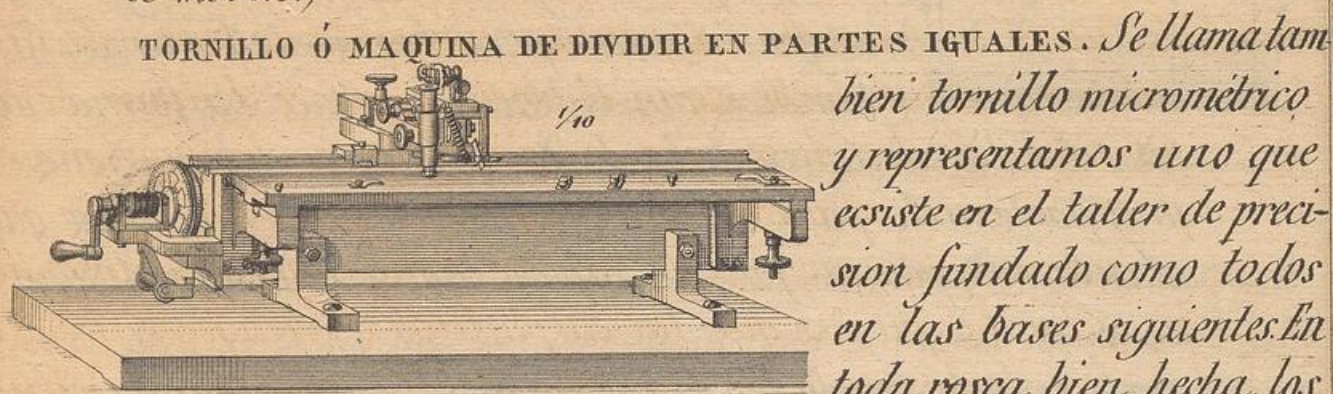 TORNILLO Ó MAQUINA DE DIVIDIR EN PARTES IGUALES. Se llama tam-
bien tornillo micrométrico
1/10
y representamos uno que
ecsiste en el taller de preci-
sion fundado como todos
en las bases siguientes. En
toda rosca bien hecha los